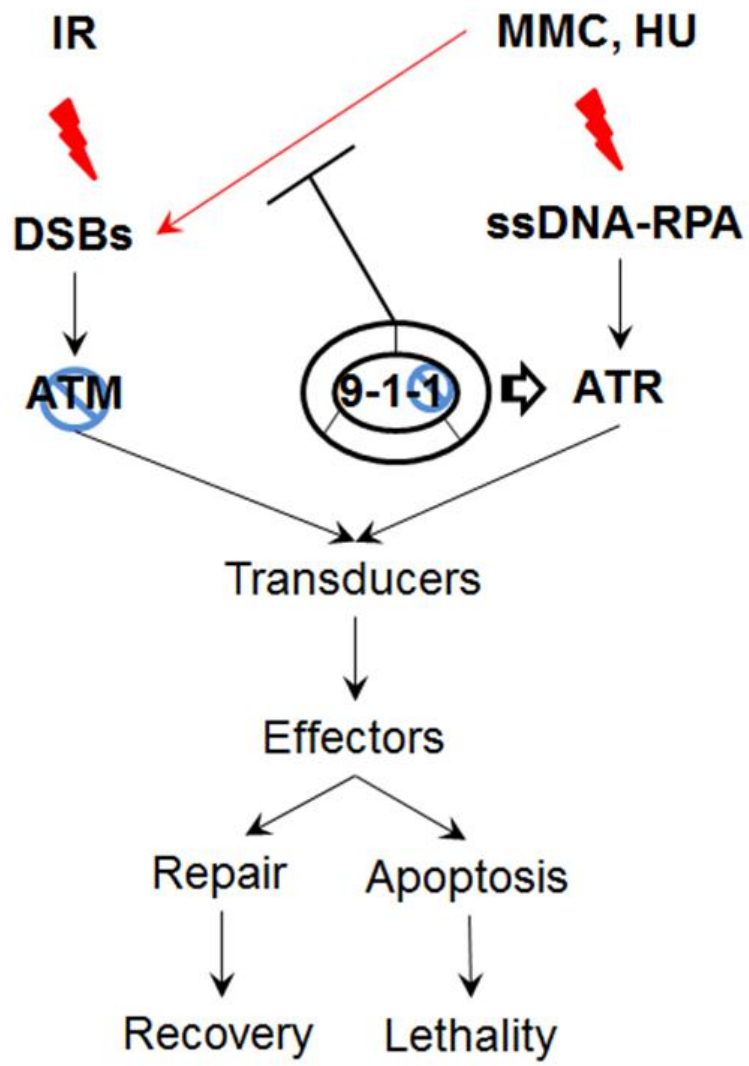 IR
MMC, HU
DSBs
ssDNA-RPA
ATM
9-1-1
ATR
Transducers
Effectors
Repair
Apoptosis
Recovery
Lethality